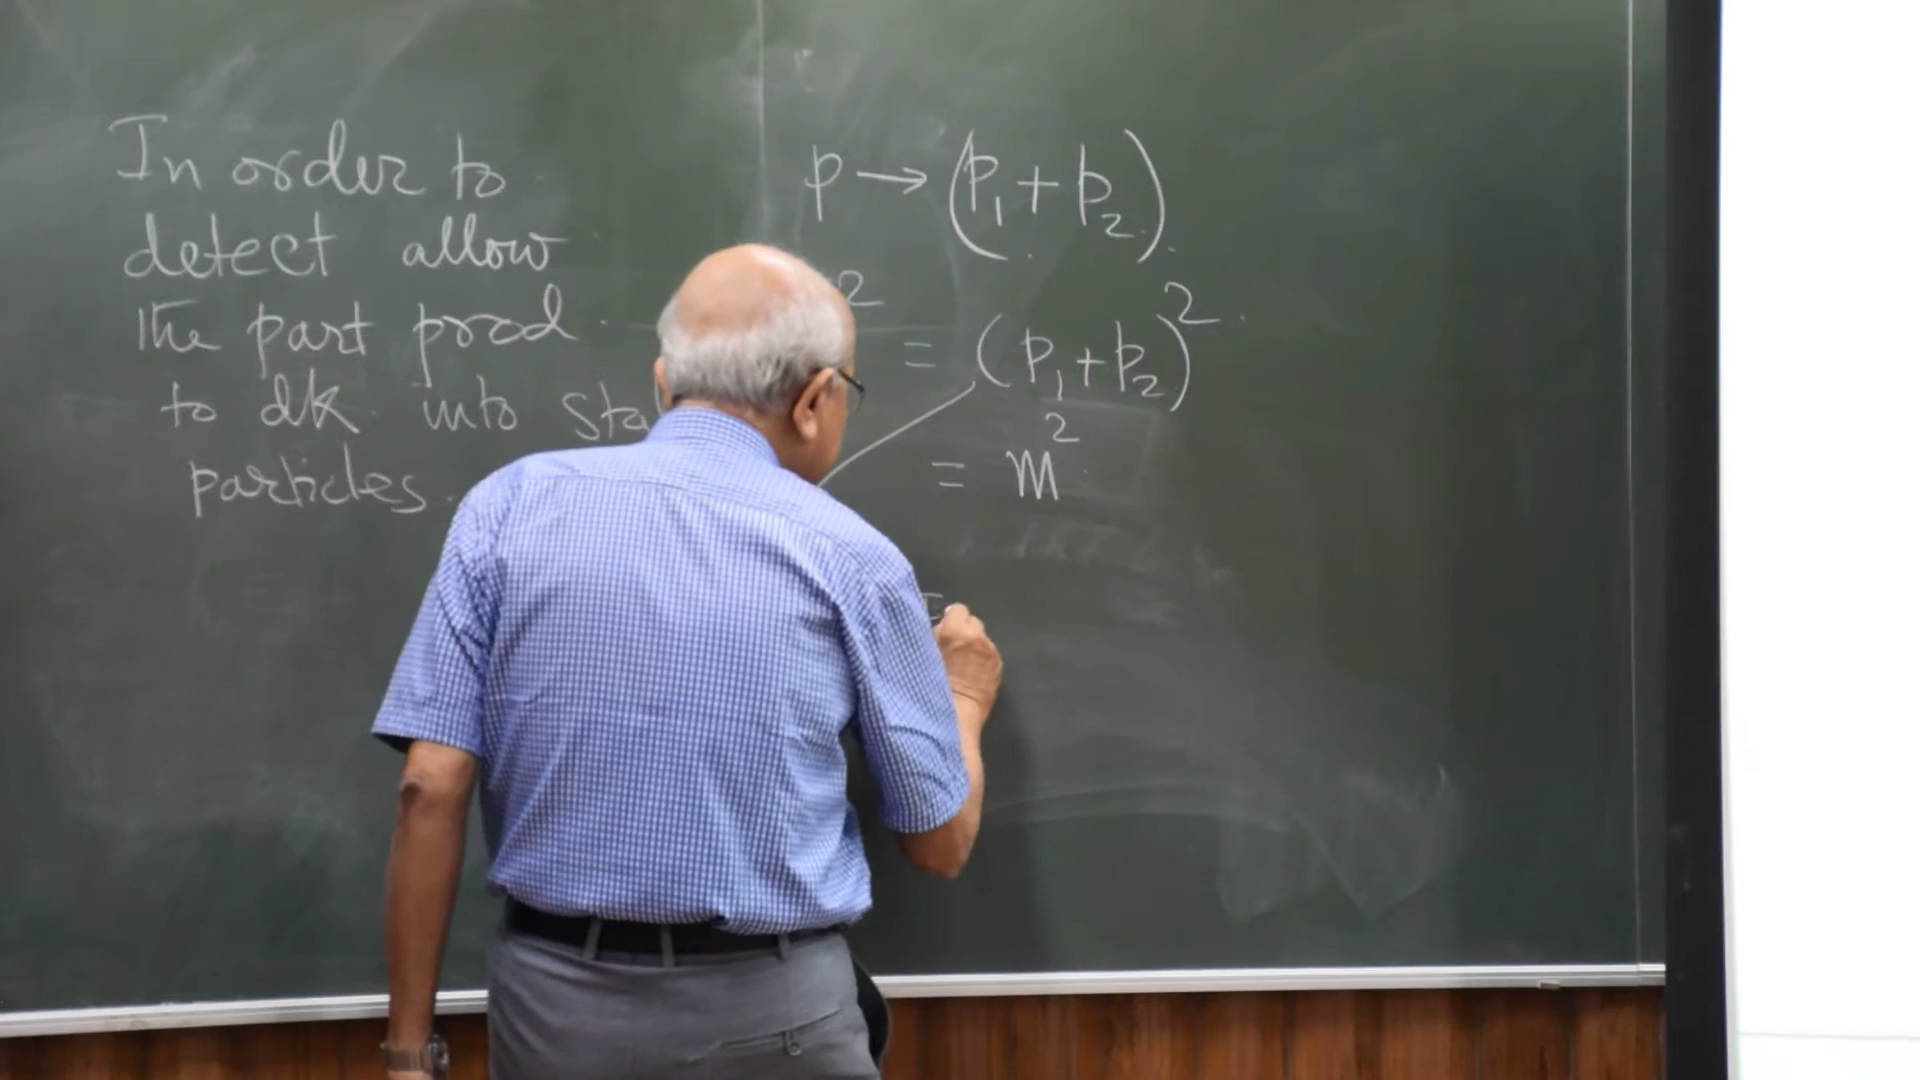 In order to
detect allow
the part prod
to dk into sta
particles.
p → (p₁ + p₂)
² = (p₁ + p₂)²
= M²